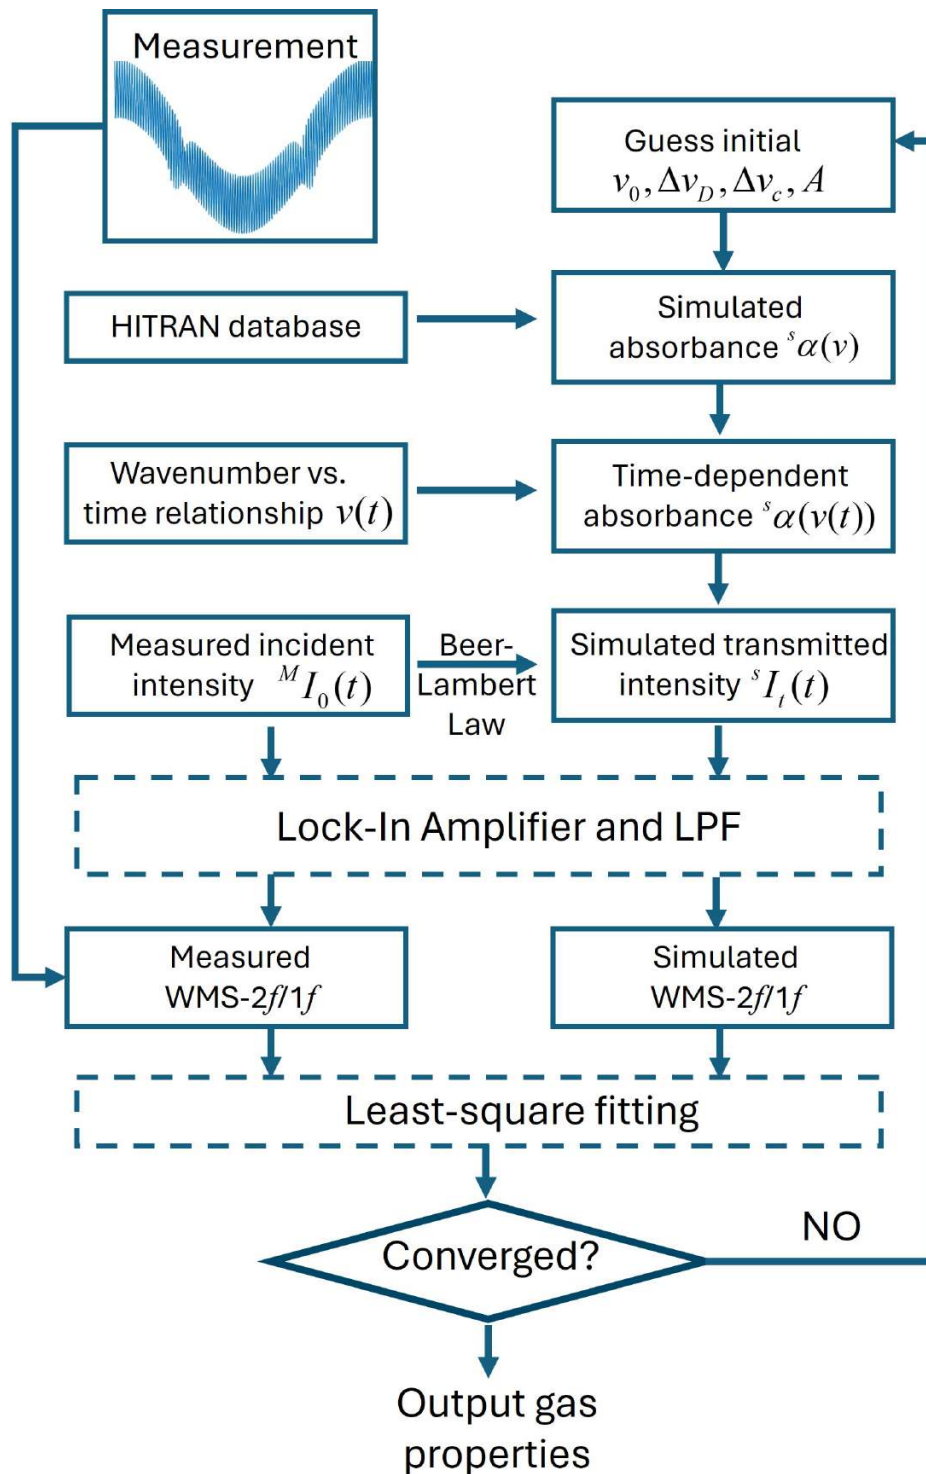 Measurement
Guess initial
v₀, Δv_D, Δv_c, A
HITRAN database
Simulated
absorbance ˢα(v)
Wavenumber vs.
time relationship v(t)
Time-dependent
absorbance ˢα(v(t))
Measured incident
intensity ᴹI₀(t)
Beer-
Lambert
Law
Simulated transmitted
intensity ˢIₜ(t)
Lock-In Amplifier and LPF
Measured
WMS-2f/1f
Simulated
WMS-2f/1f
Least-square fitting
Converged?
NO
Output gas
properties